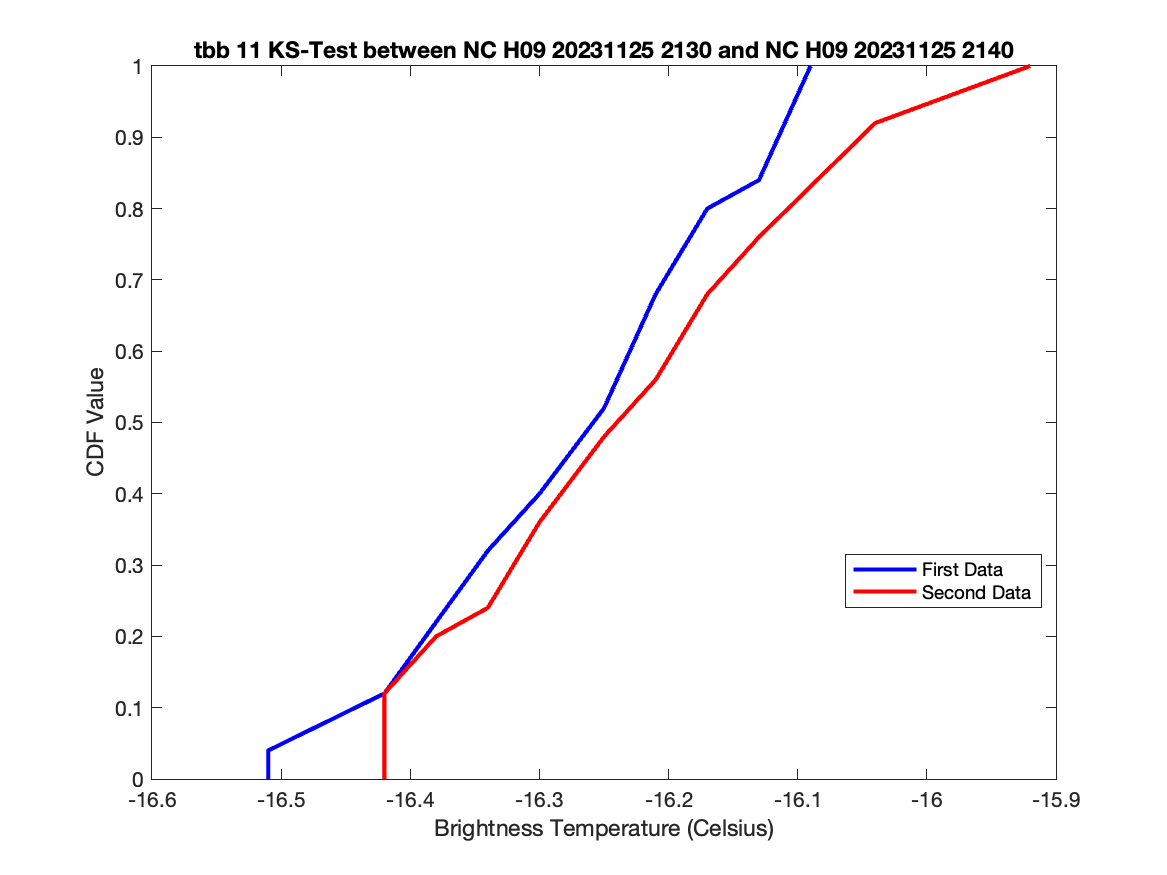 tbb 11 KS-Test between NC H09 20231125 2130 and NC H09 20231125 2140
1
0.9
0.8
0.7
0.6
0.5
0.4
0.3
0.2
0.1
0
CDF Value
First Data
Second Data
-16.6 -16.5 -16.4 -16.3 -16.2 -16.1 -16 -15.9
Brightness Temperature (Celsius)